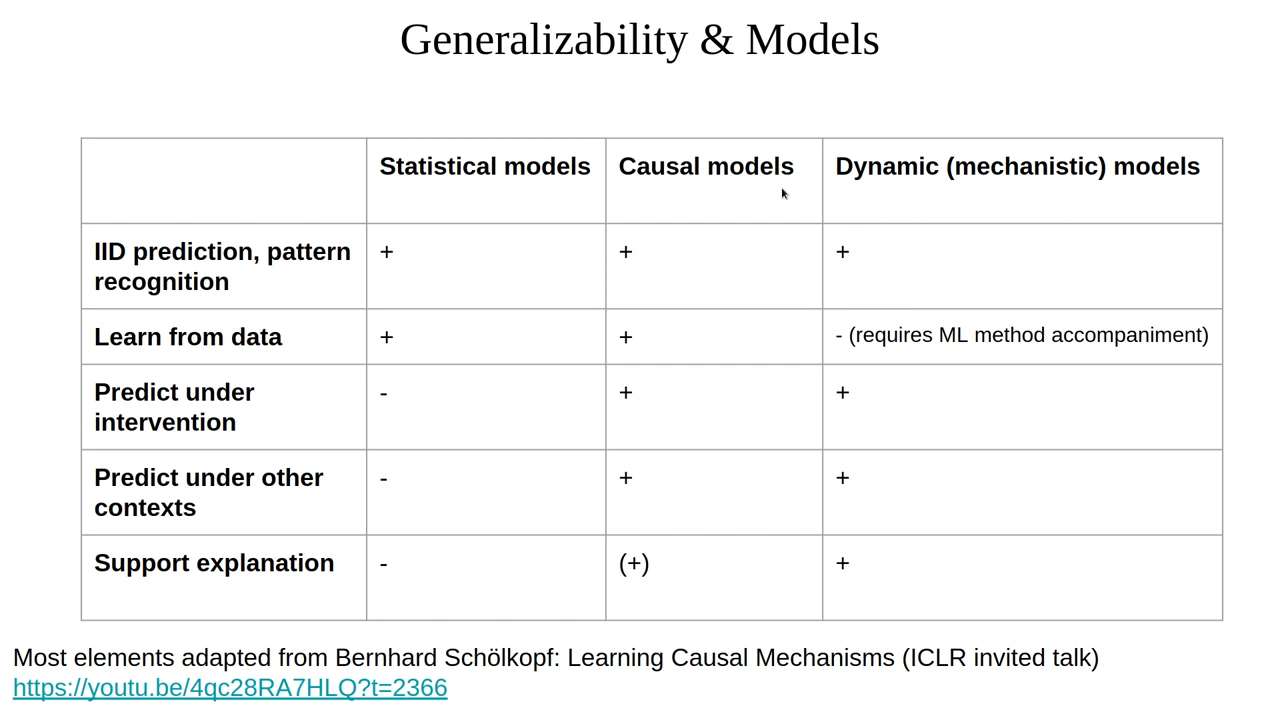 Generalizability & Models
Statistical models Causal models Dynamic (mechanistic) models
IID prediction, pattern recognition + + +
Learn from data + + - (requires ML method accompaniment)
Predict under intervention - + +
Predict under other contexts - + +
Support explanation - (+) +
Most elements adapted from Bernhard Schölkopf: Learning Causal Mechanisms (ICLR invited talk)
https://youtu.be/4qc28RA7HLQ?t=2366